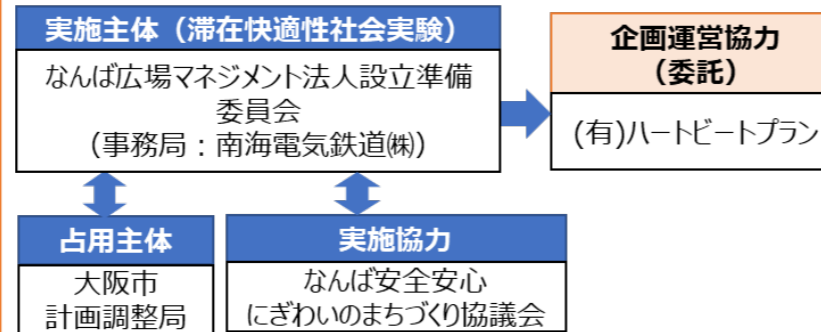 実施主体（滞在快適性社会実験）
なんば広場マネジメント法人設立準備
委員会
(事務局：南海電気鉄道㈱)
企画運営協力
（委託）
(有)ハートビートプラン
占用主体
大阪市
計画調整局
実施協力
なんば安全安心
にぎわいのまちづくり協議会